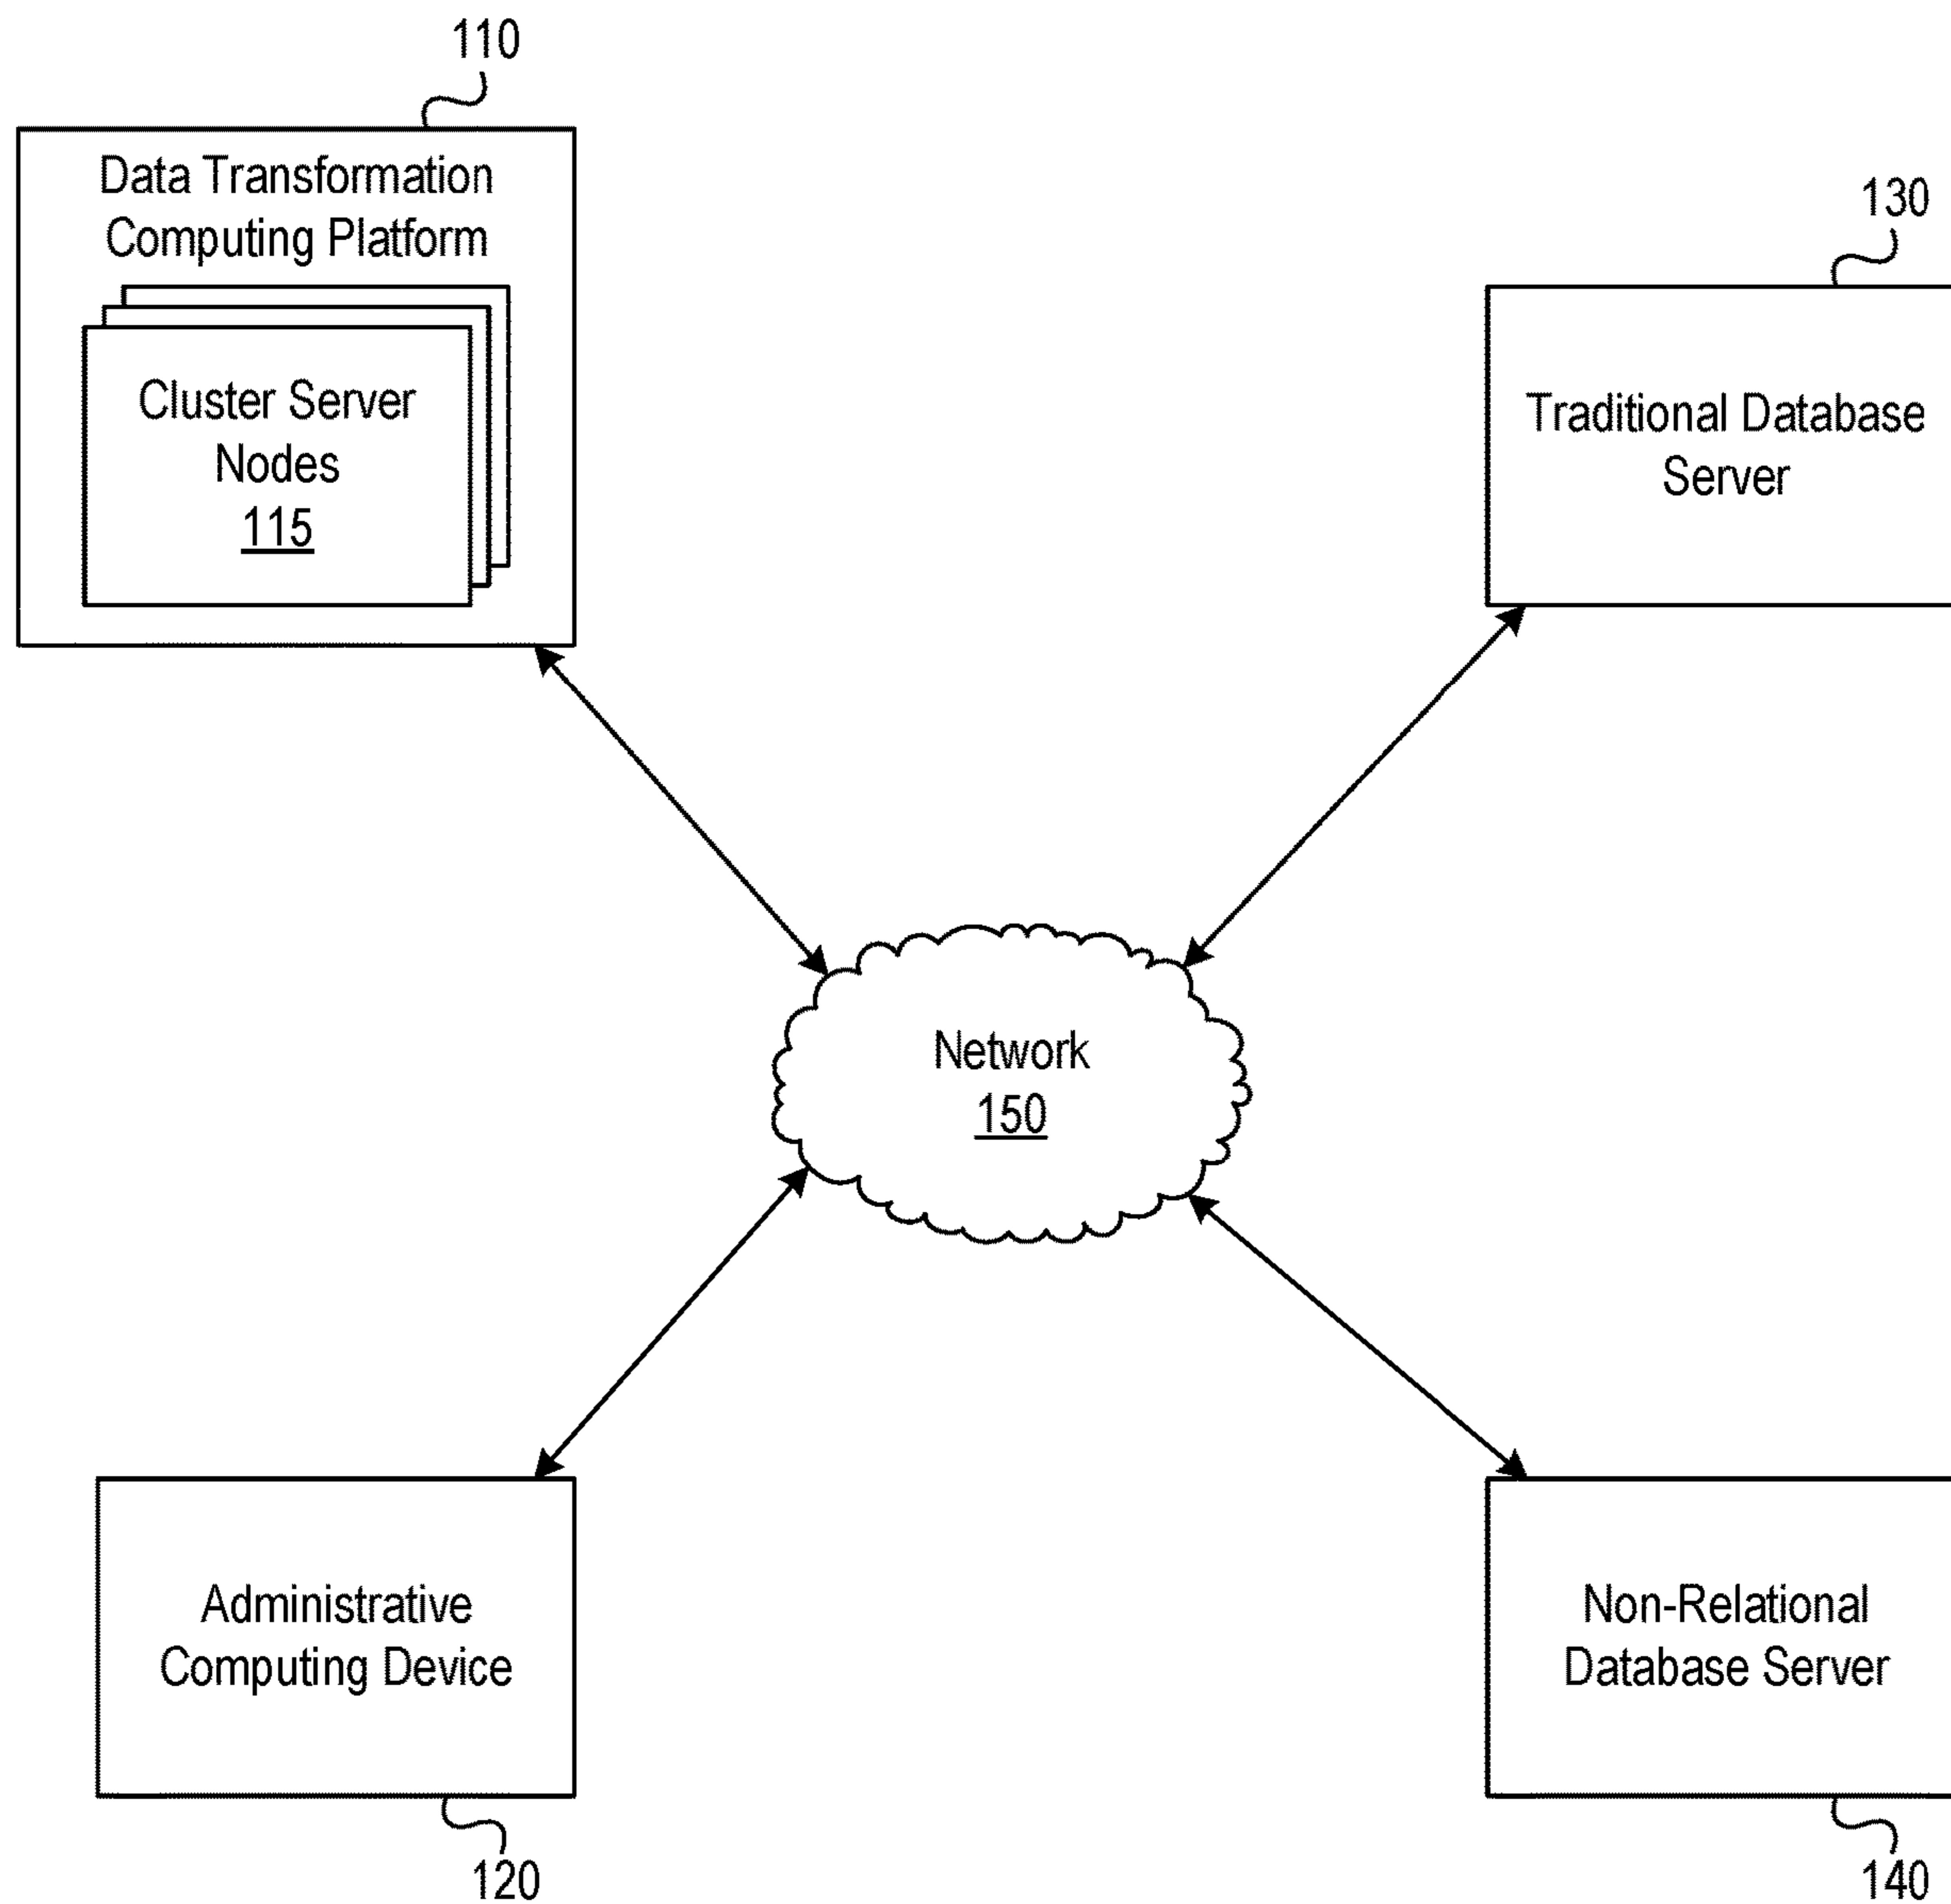 110
Data Transformation
Computing Platform
Cluster Server
Nodes
115
130
Traditional Database
Server
Network
150
Administrative
Computing Device
120
Non-Relational
Database Server
140